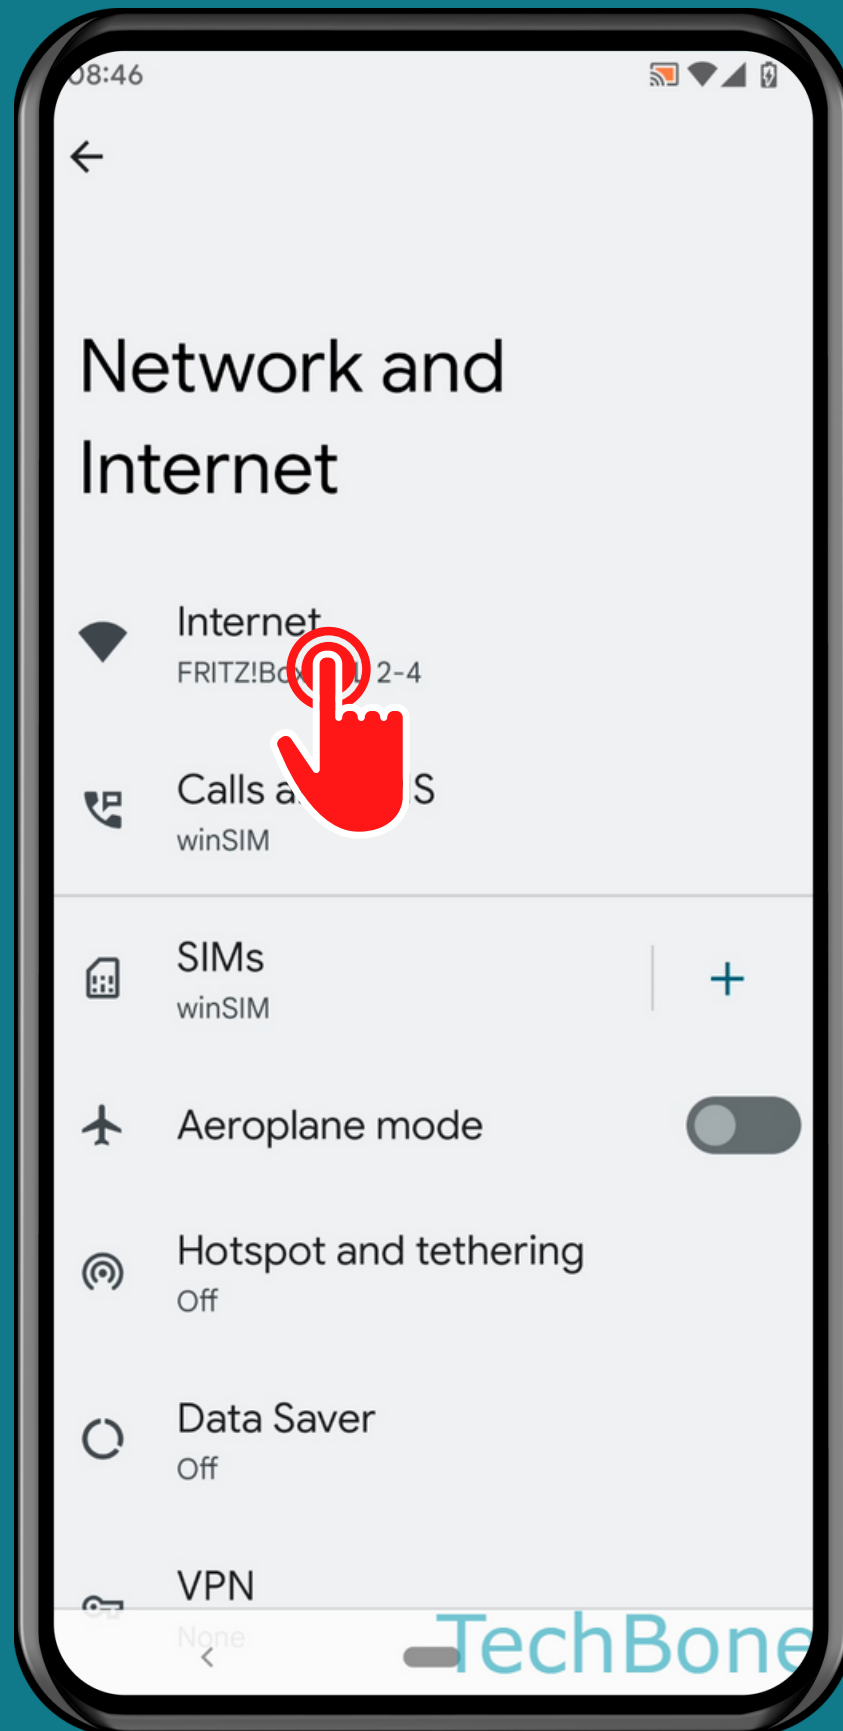 08:46
Network and
Internet
Internet
FRITZ!Box 2-4
Calls
winSIM
SIMs
winSIM
Aeroplane mode
Hotspot and tethering
Off
Data Saver
Off
VPN
None
TechBone